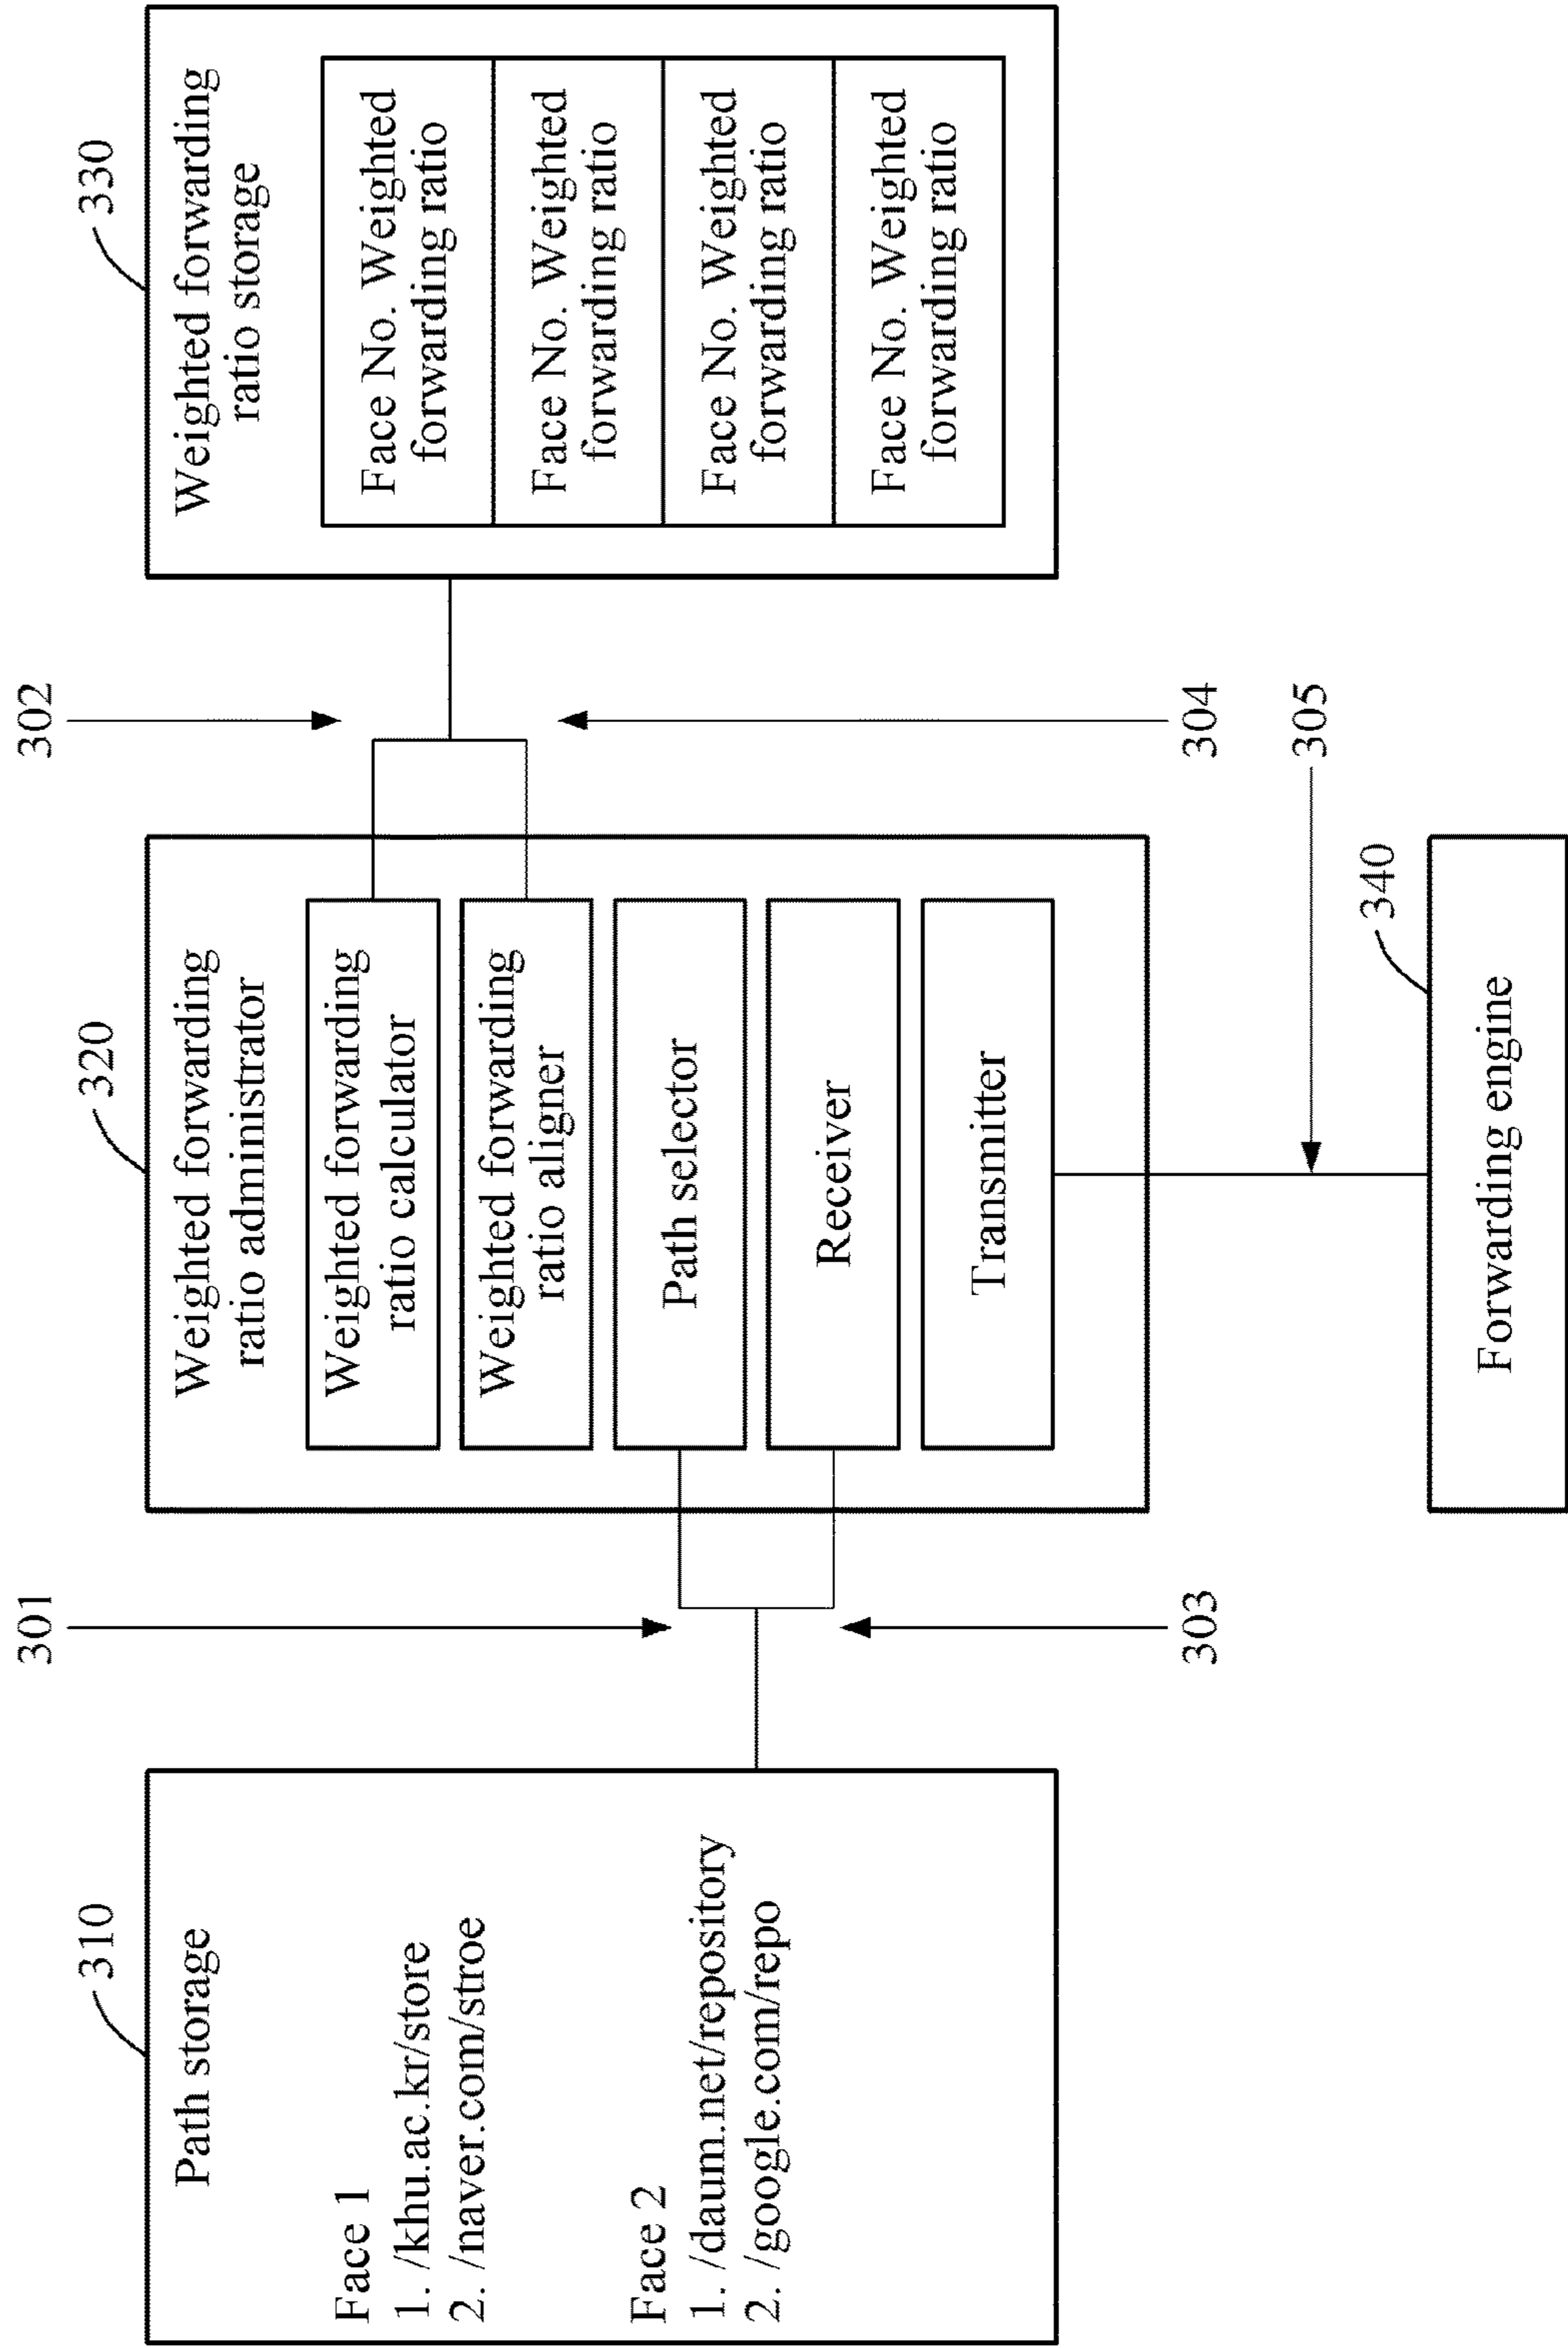 310
Path storage
Face 1
1. /khu.ac.kr/store
2. /naver.com/stroe
Face 2
1. /daum.net/repository
2. /google.com/repo
301
303
320
Weighted forwarding
ratio administrator
Weighted forwarding
ratio calculator
Weighted forwarding
ratio aligner
Path selector
Receiver
Transmitter
302
304
305
330
Weighted forwarding
ratio storage
Face No. Weighted
forwarding ratio
Face No. Weighted
forwarding ratio
Face No. Weighted
forwarding ratio
Face No. Weighted
forwarding ratio
340
Forwarding engine